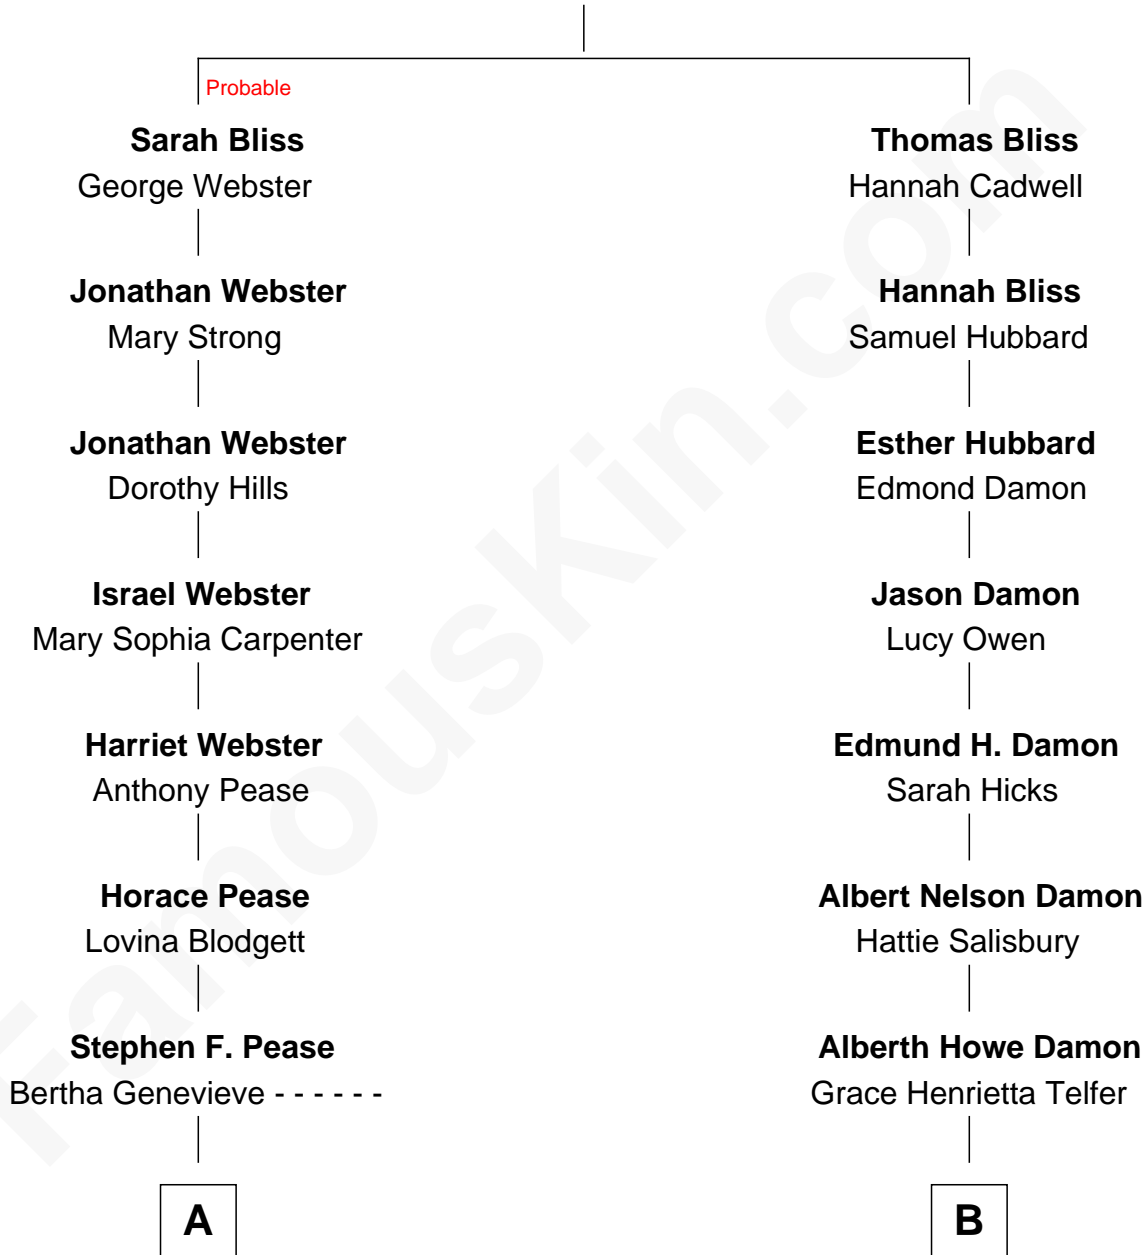 Probable
Sarah Bliss
George Webster
Jonathan Webster
Mary Strong
Jonathan Webster
Dorothy Hills
Israel Webster
Mary Sophia Carpenter
Harriet Webster
Anthony Pease
Horace Pease
Lovina Blodgett
Stephen F. Pease
Bertha Genevieve - - - - - -
A
Thomas Bliss
Hannah Cadwell
Hannah Bliss
Samuel Hubbard
Esther Hubbard
Edmond Damon
Jason Damon
Lucy Owen
Edmund H. Damon
Sarah Hicks
Albert Nelson Damon
Hattie Salisbury
Alberth Howe Damon
Grace Henrietta Telfer
B
FamousKin.com